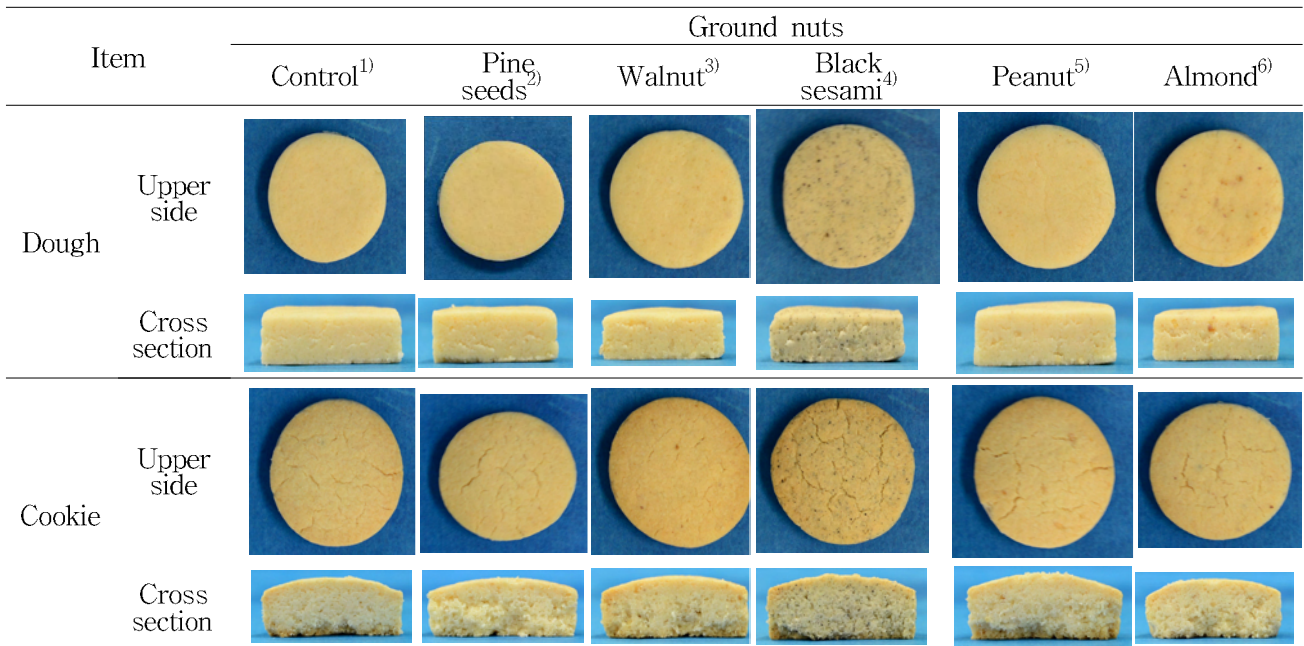 Ground nuts
Item
Control1)
Pine
seeds2)
Walnut3)
Black
sesami4)
Peanut5)
Almond6)
Dough
Upper
side
Cross
section
Cookie
Upper
side
Cross
section